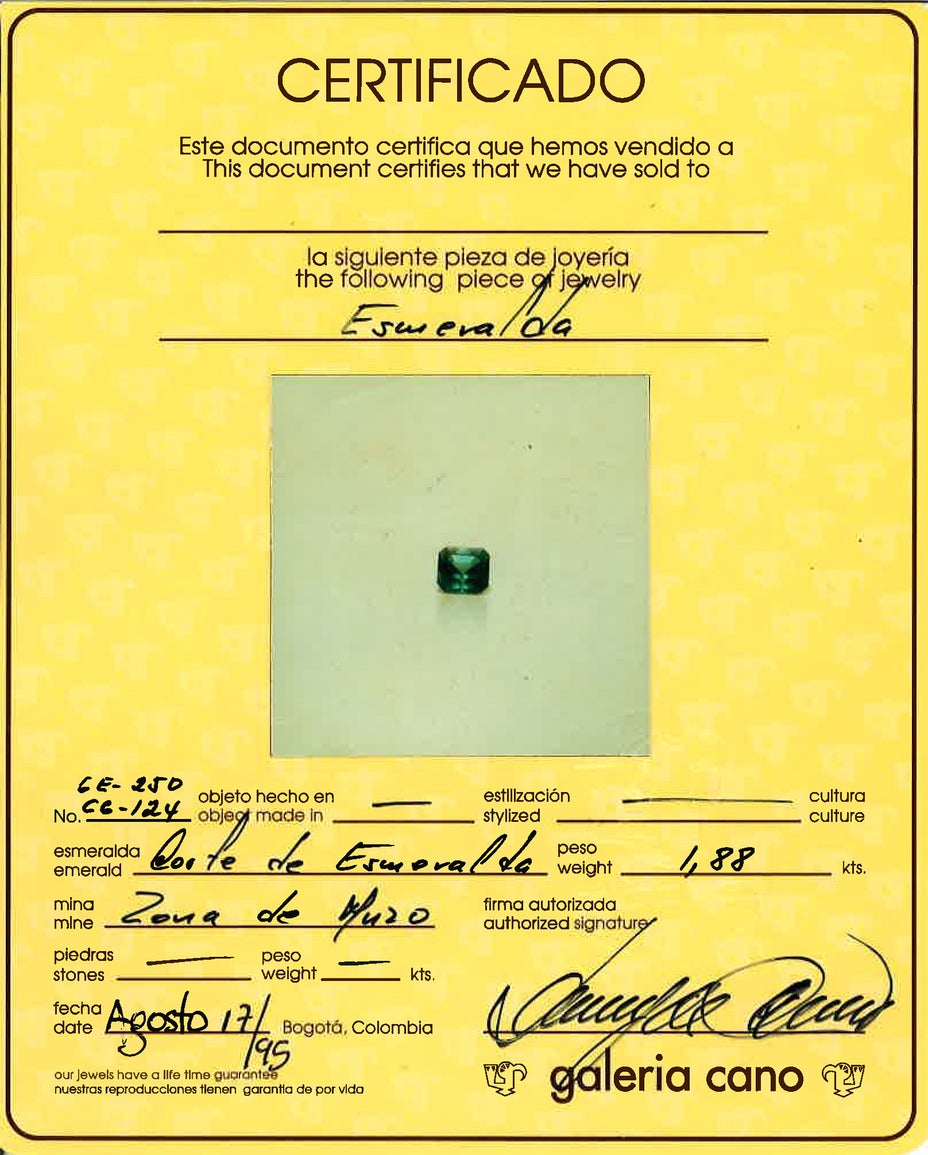 CERTIFICADO
Este documento certifica que hemos vendido a
This document certifies that we have sold to
la siguiente pieza de joyería
the following piece of jewelry
Esmeralda
CE-250
No. CG-124
objeto hecho en —
object made in
estilización — cultura
stylized culture
esmeralda Corte de Esmeralda
emerald
peso 1,88
weight kts.
mina Zona de Muzo
mine
firma autorizada
authorized signature
piedras — peso —
stones weight kts.
fecha
date Agosto 17/95 Bogotá, Colombia
our jewels have a life time guarantee
nuestras reproducciones tienen garantía de por vida
galeria cano